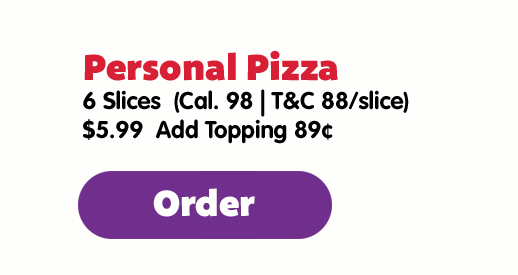 Personal Pizza
6 Slices (Cal. 98 | T&C 88/slice)
$5.99 Add Topping 89¢
Order